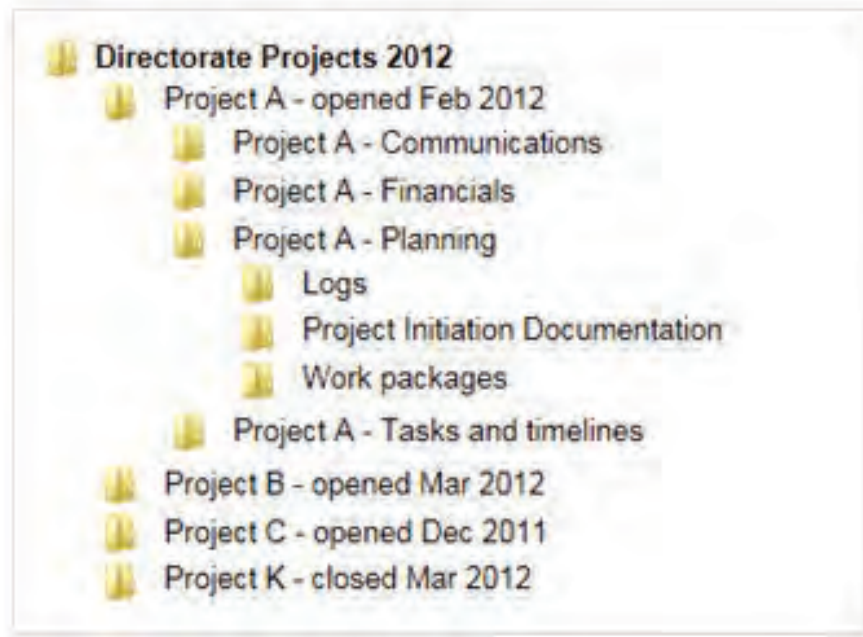 Directorate Projects 2012
Project A - opened Feb 2012
Project A - Communications
Project A - Financials
Project A - Planning
Logs
Project Initiation Documentation
Work packages
Project A - Tasks and timelines
Project B - opened Mar 2012
Project C - opened Dec 2011
Project K - closed Mar 2012